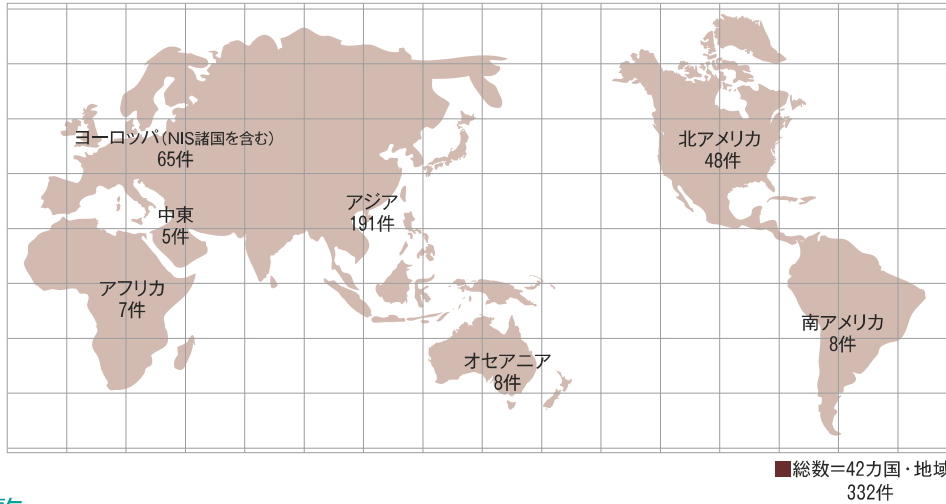 ヨーロッパ(NIS諸国を含む)
65件
北アメリカ
48件
アジア
191件
中東
5件
アフリカ
7件
南アメリカ
8件
オセアニア
8件
■総数=42カ国・地域
332件